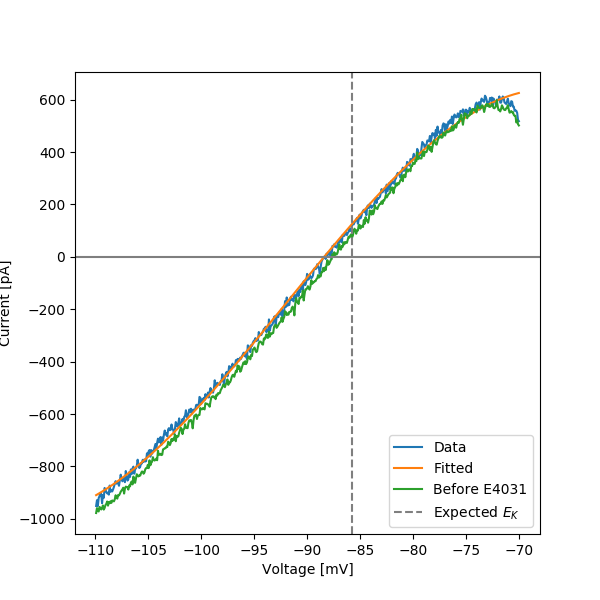 600
400
200
0
−200
−400
−600
−800
−1000
Current [pA]
Data
Fitted
Before E4031
Expected E_K
−110 −105 −100 −95 −90 −85 −80 −75 −70
Voltage [mV]